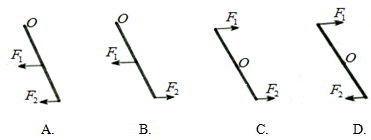 O O F₁ F₁
F₁ F₁ O O
F₂ F₂ F₂ F₂
A. B. C. D.